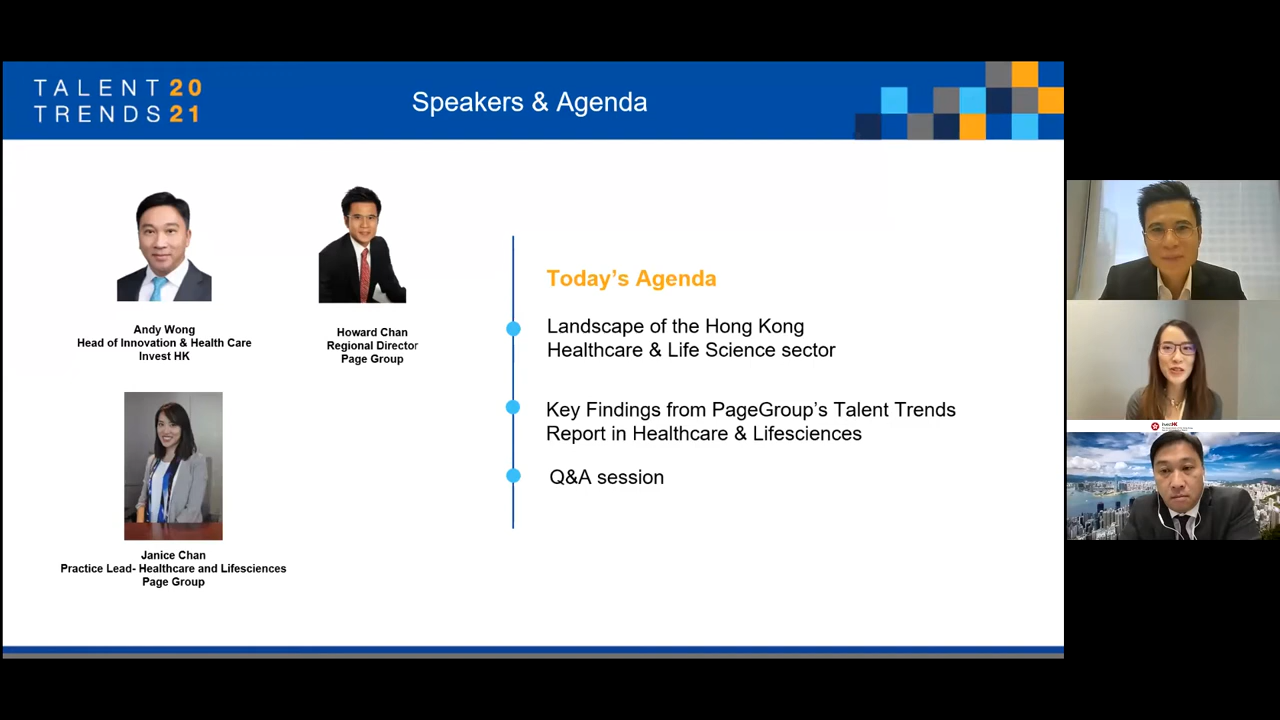 TALENT 20
TRENDS 21
Speakers & Agenda
Andy Wong
Head of Innovation & Health Care
Invest HK
Howard Chan
Regional Director
Page Group
Janice Chan
Practice Lead- Healthcare and Lifesciences
Page Group
Today's Agenda
Landscape of the Hong Kong
Healthcare & Life Science sector
Key Findings from PageGroup's Talent Trends
Report in Healthcare & Lifesciences
Q&A session